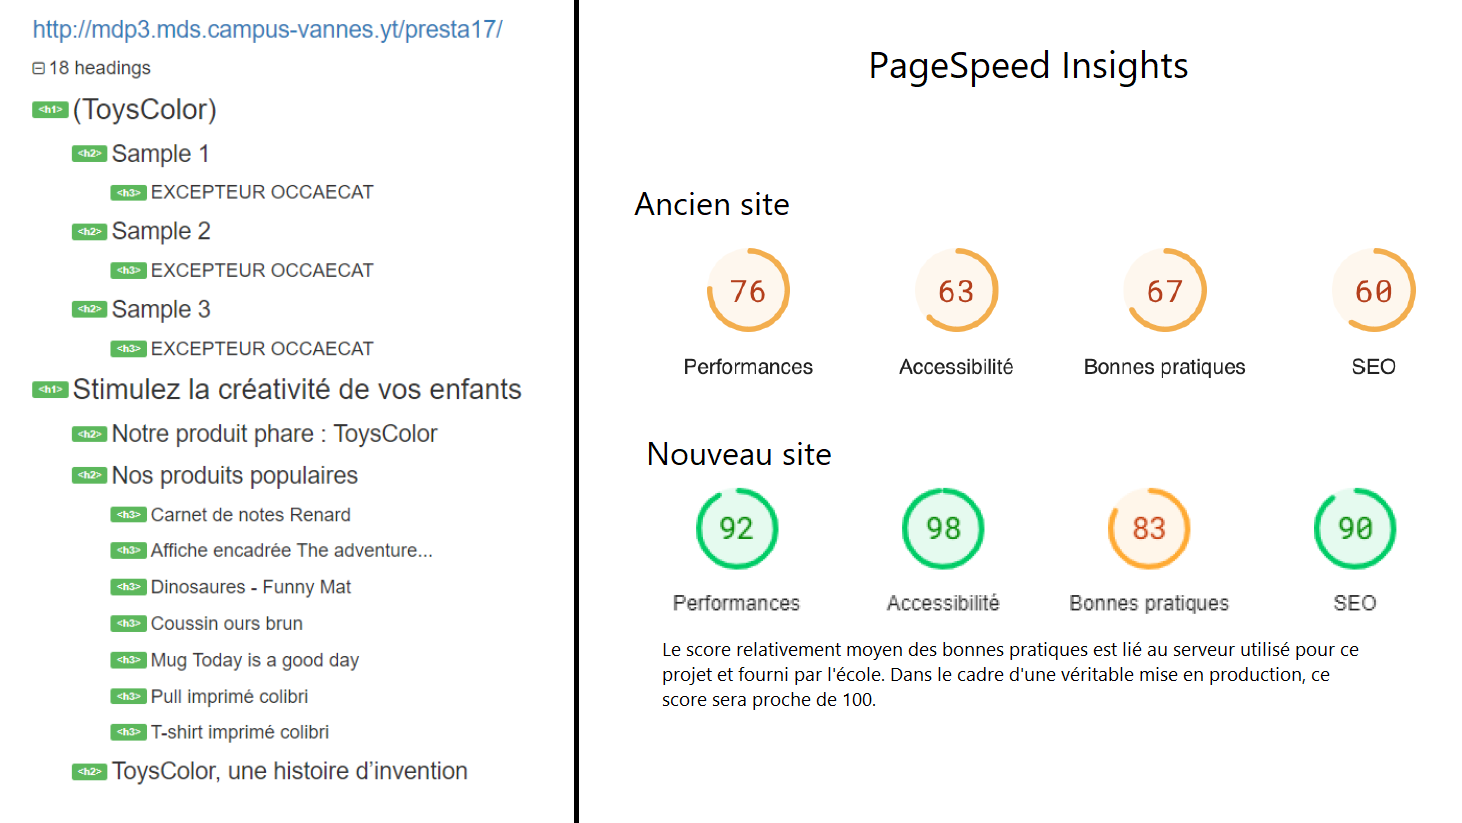 http://mdp3.mds.campus-vannes.yt/presta17/
18 headings
<h1> (ToysColor)
<h2> Sample 1
<h3> EXCEPTEUR OCCAECAT
<h2> Sample 2
<h3> EXCEPTEUR OCCAECAT
<h2> Sample 3
<h3> EXCEPTEUR OCCAECAT
<h1> Stimulez la créativité de vos enfants
<h2> Notre produit phare : ToysColor
<h2> Nos produits populaires
<h3> Carnet de notes Renard
<h3> Affiche encadrée The adventure...
<h3> Dinosaures - Funny Mat
<h3> Coussin ours brun
<h3> Mug Today is a good day
<h3> Pull imprimé colibri
<h3> T-shirt imprimé colibri
<h2> ToysColor, une histoire d’invention
PageSpeed Insights
Ancien site
76 63 67 60
Performances Accessibilité Bonnes pratiques SEO
Nouveau site
92 98 83 90
Performances Accessibilité Bonnes pratiques SEO
Le score relativement moyen des bonnes pratiques est lié au serveur utilisé pour ce
projet et fourni par l'école. Dans le cadre d'une véritable mise en production, ce
score sera proche de 100.